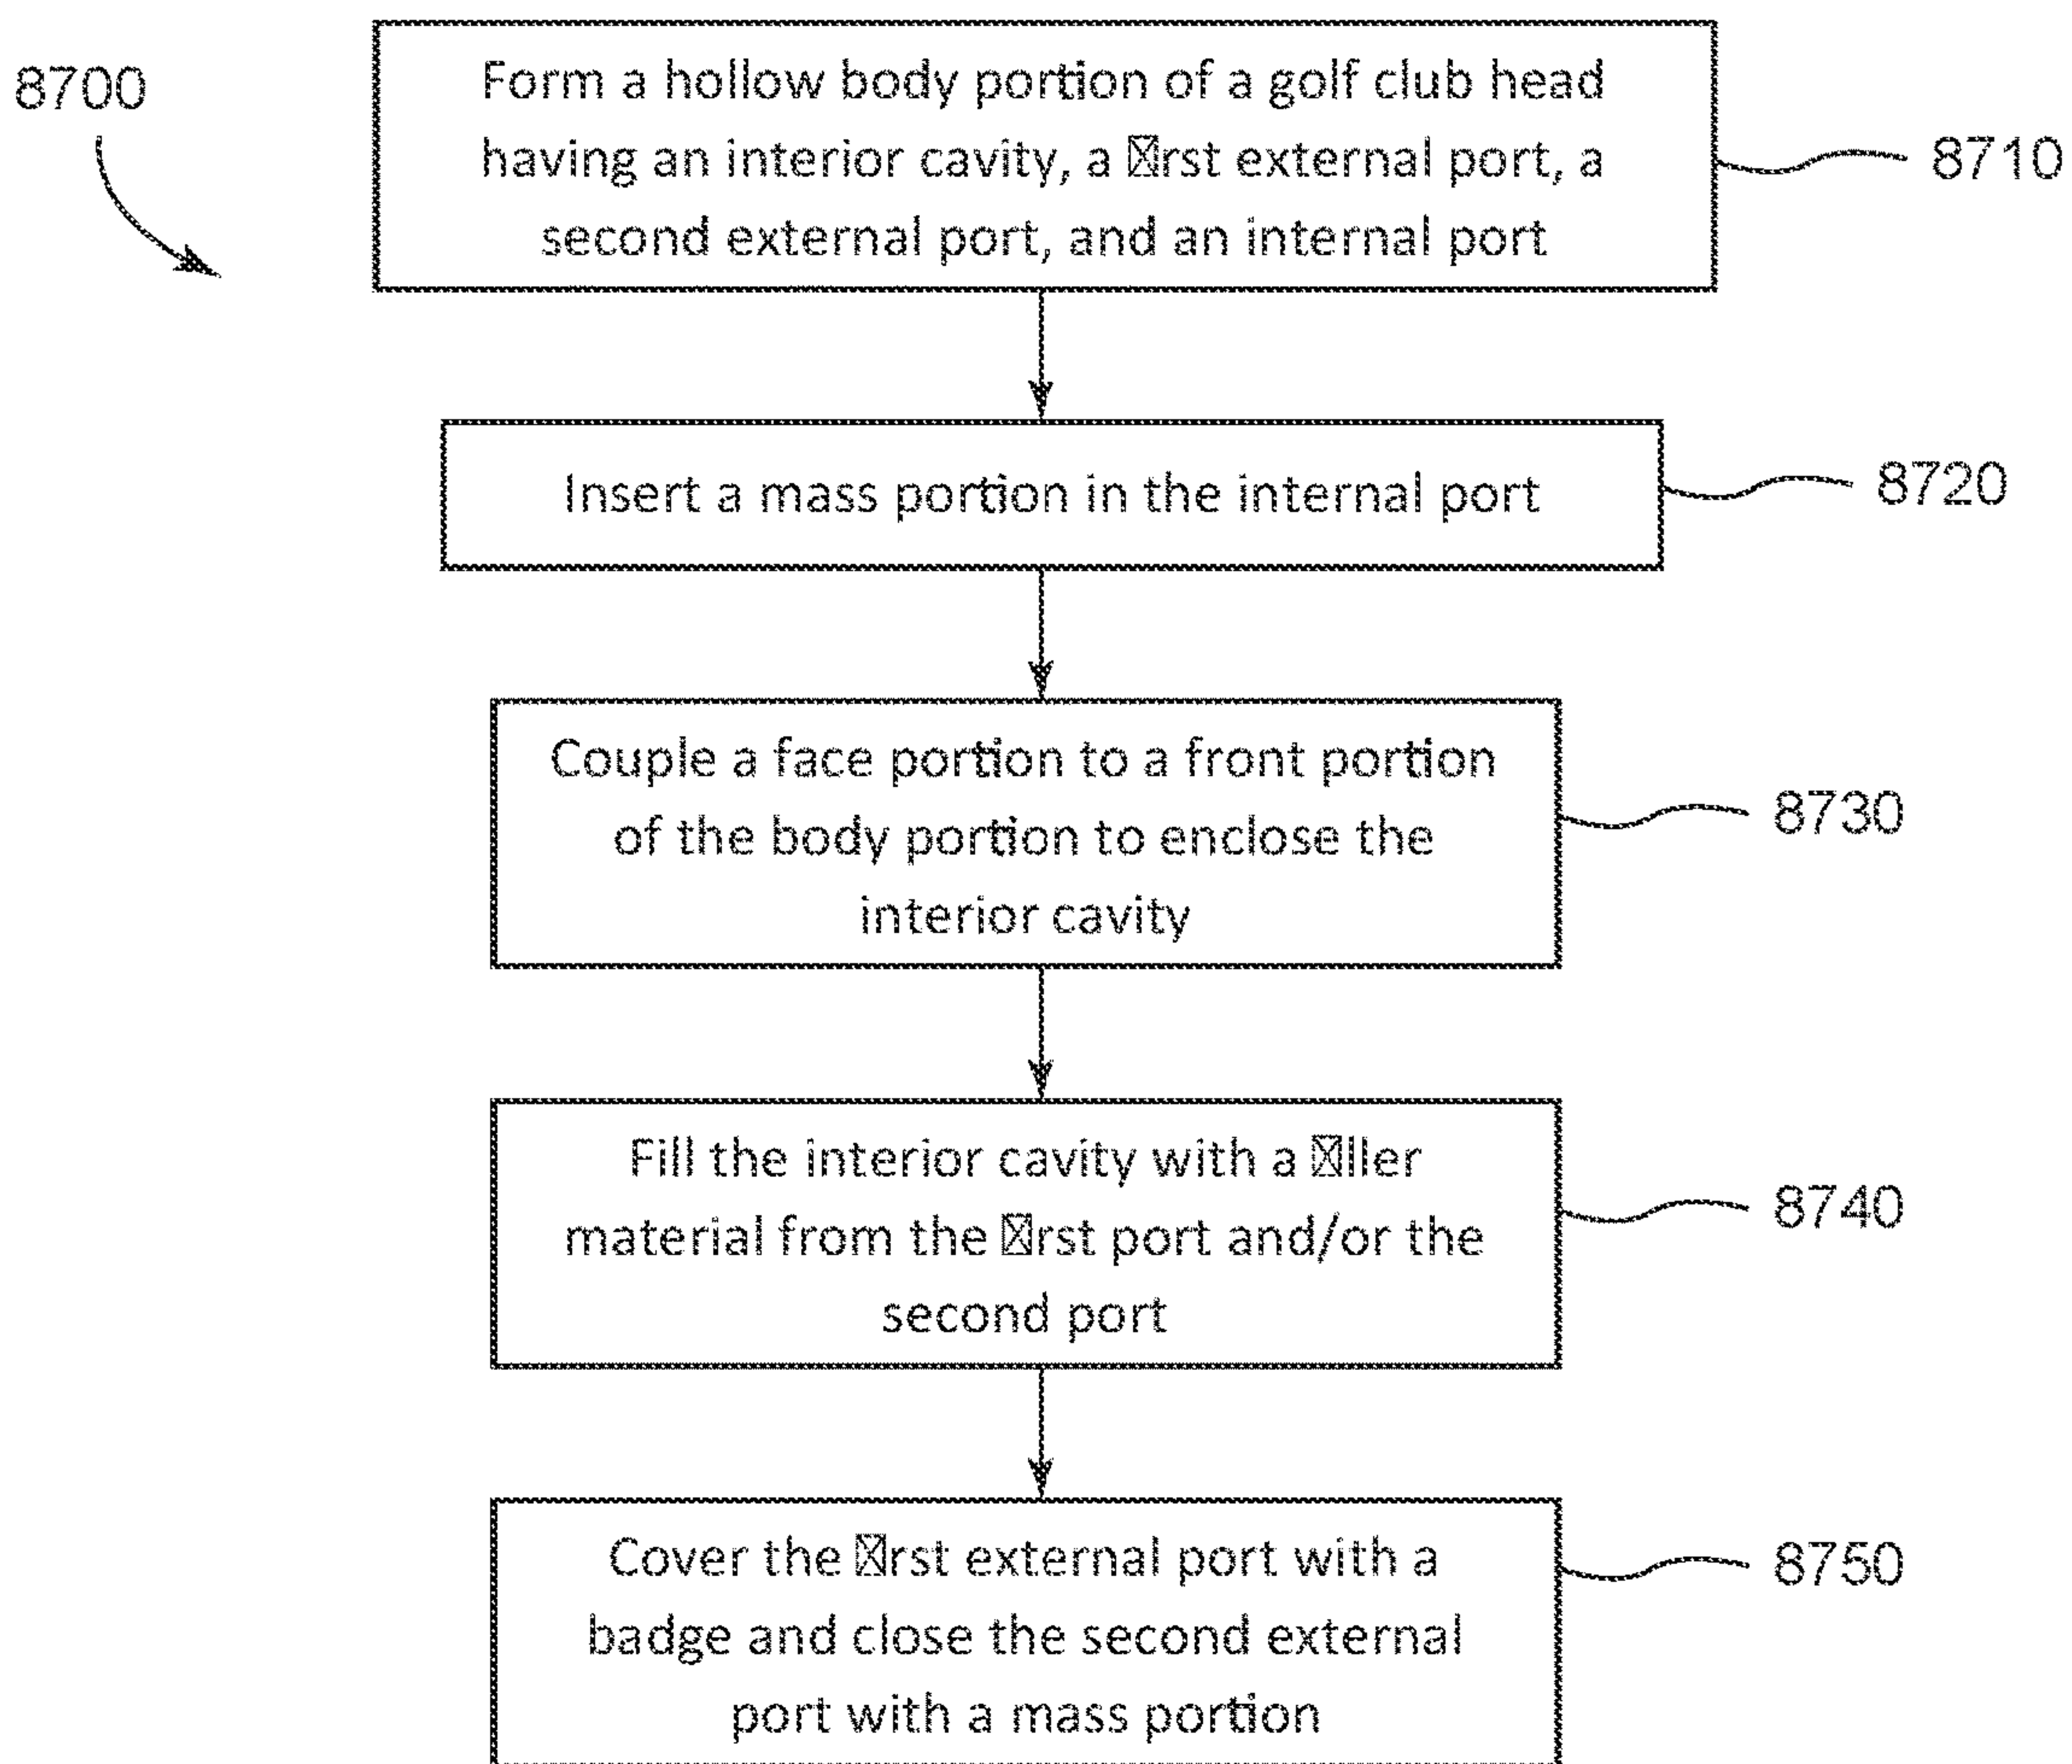 8700
Form a hollow body portion of a golf club head
having an interior cavity, a ☒rst external port, a
second external port, and an internal port
8710
Insert a mass portion in the internal port
8720
Couple a face portion to a front portion
of the body portion to enclose the
interior cavity
8730
Fill the interior cavity with a ☒ller
material from the ☒rst port and/or the
second port
8740
Cover the ☒rst external port with a
badge and close the second external
port with a mass portion
8750